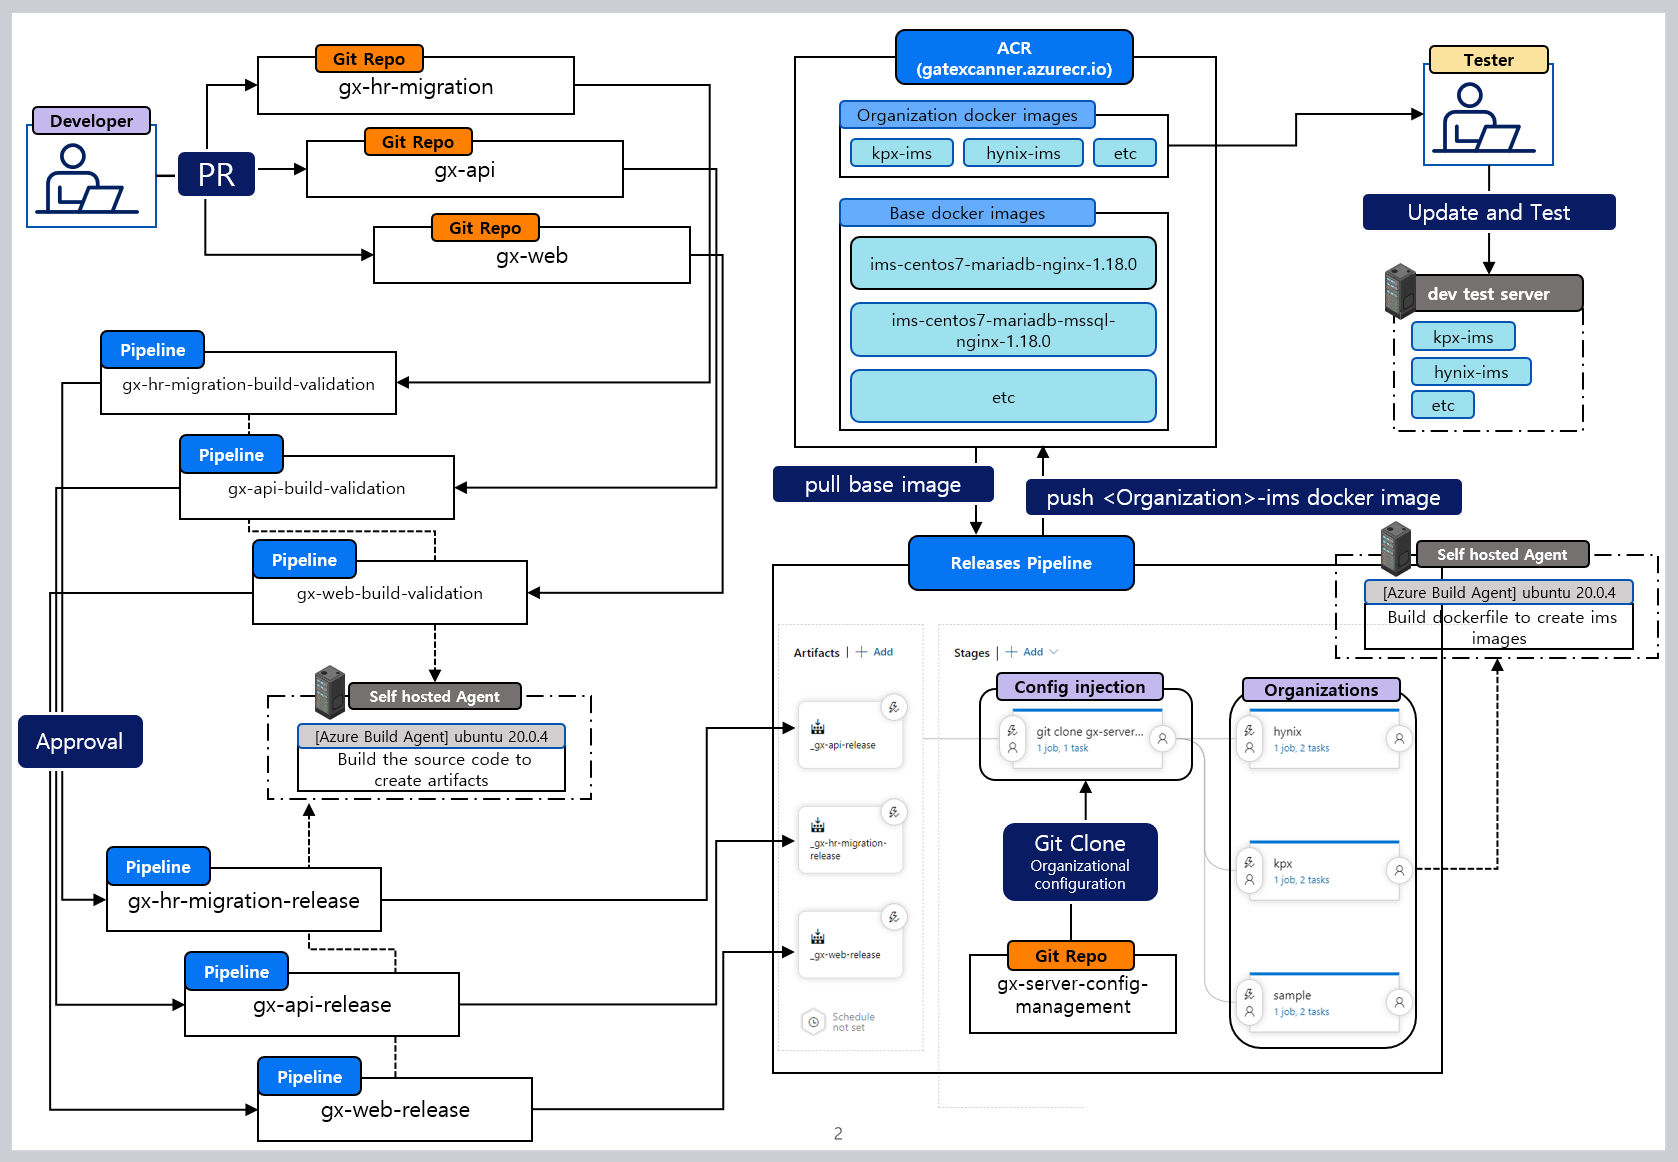 Developer
PR
Git Repo
gx-hr-migration
Git Repo
gx-api
Git Repo
gx-web
Pipeline
gx-hr-migration-build-validation
Pipeline
gx-api-build-validation
Pipeline
gx-web-build-validation
Self hosted Agent
[Azure Build Agent] ubuntu 20.0.4
Build the source code to
create artifacts
Approval
Pipeline
gx-hr-migration-release
Pipeline
gx-api-release
Pipeline
gx-web-release
ACR
(gatexcanner.azurecr.io)
Organization docker images
kpx-ims
hynix-ims
etc
Base docker images
ims-centos7-mariadb-nginx-1.18.0
ims-centos7-mariadb-mssql-
nginx-1.18.0
etc
Tester
Update and Test
dev test server
kpx-ims
hynix-ims
etc
pull base image
push <Organization>-ims docker image
Releases Pipeline
Self hosted Agent
[Azure Build Agent] ubuntu 20.0.4
Build dockerfile to create ims
images
Artifacts | + Add
_gx-api-release
_gx-hr-migration-
release
_gx-web-release
Schedule
not set
Stages | + Add
Config injection
git clone gx-server...
1 job, 1 task
Git Clone
Organizational
configuration
Git Repo
gx-server-config-
management
Organizations
hynix
1 job, 2 tasks
kpx
1 job, 2 tasks
sample
1 job, 2 tasks
2